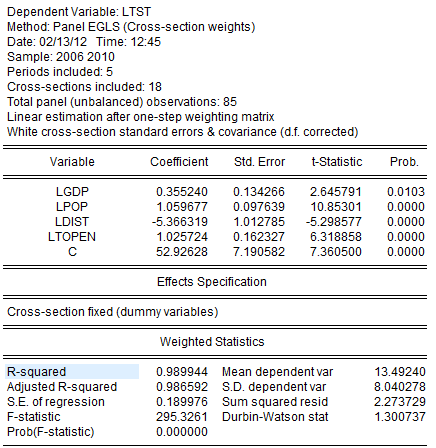 Dependent Variable: LTST
Method: Panel EGLS (Cross-section weights)
Date: 02/13/12 Time: 12:45
Sample: 2006 2010
Periods included: 5
Cross-sections included: 18
Total panel (unbalanced) observations: 85
Linear estimation after one-step weighting matrix
White cross-section standard errors & covariance (d.f. corrected)
Variable Coefficient Std. Error t-Statistic Prob.
LGDP 0.355240 0.134266 2.645791 0.0103
LPOP 1.059677 0.097639 10.85301 0.0000
LDIST -5.366319 1.012785 -5.298577 0.0000
LTOPEN 1.025724 0.162327 6.318858 0.0000
C 52.92628 7.190582 7.360500 0.0000
Effects Specification
Cross-section fixed (dummy variables)
Weighted Statistics
R-squared 0.989944 Mean dependent var 13.49240
Adjusted R-squared 0.986592 S.D. dependent var 8.040278
S.E. of regression 0.189976 Sum squared resid 2.273729
F-statistic 295.3261 Durbin-Watson stat 1.300737
Prob(F-statistic) 0.000000